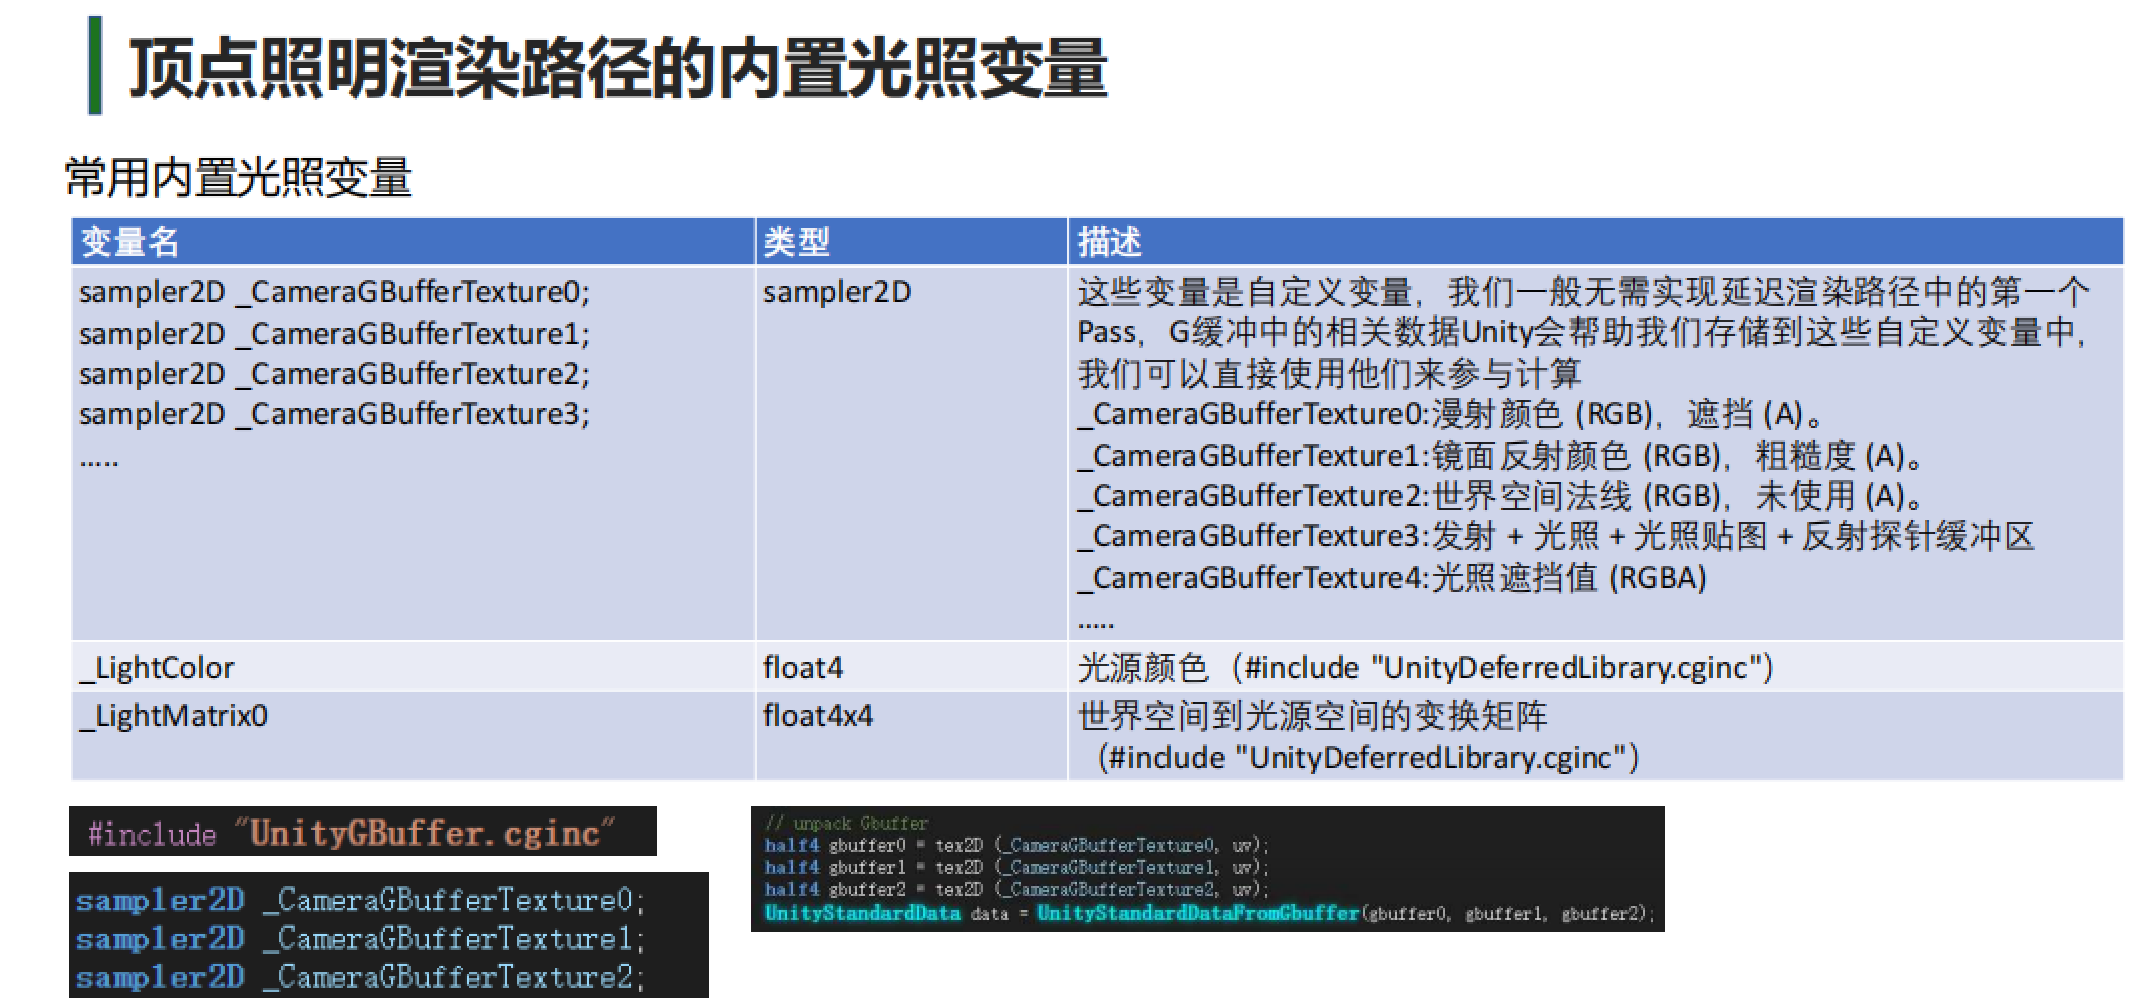 顶点照明渲染路径的内置光照变量
常用内置光照变量
变量名 类型 描述
sampler2D _CameraGBufferTexture0;
sampler2D _CameraGBufferTexture1;
sampler2D _CameraGBufferTexture2;
sampler2D _CameraGBufferTexture3;
.....
sampler2D
这些变量是自定义变量，我们一般无需实现延迟渲染路径中的第一个
Pass，G缓冲中的相关数据Unity会帮助我们存储到这些自定义变量中，
我们可以直接使用他们来参与计算
_CameraGBufferTexture0:漫射颜色 (RGB)，遮挡 (A)。
_CameraGBufferTexture1:镜面反射颜色 (RGB)，粗糙度 (A)。
_CameraGBufferTexture2:世界空间法线 (RGB)，未使用 (A)。
_CameraGBufferTexture3:发射 + 光照 + 光照贴图 + 反射探针缓冲区
_CameraGBufferTexture4:光照遮挡值 (RGBA)
.....
_LightColor float4 光源颜色（#include "UnityDeferredLibrary.cginc"）
_LightMatrix0 float4x4 世界空间到光源空间的变换矩阵
（#include "UnityDeferredLibrary.cginc"）
#include "UnityGBuffer.cginc"
sampler2D _CameraGBufferTexture0;
sampler2D _CameraGBufferTexture1;
sampler2D _CameraGBufferTexture2;
// unpack Gbuffer
half4 gbuffer0 = tex2D (_CameraGBufferTexture0, uv);
half4 gbuffer1 = tex2D (_CameraGBufferTexture1, uv);
half4 gbuffer2 = tex2D (_CameraGBufferTexture2, uv);
UnityStandardData data = UnityStandardDataFromGbuffer(gbuffer0, gbuffer1, gbuffer2);